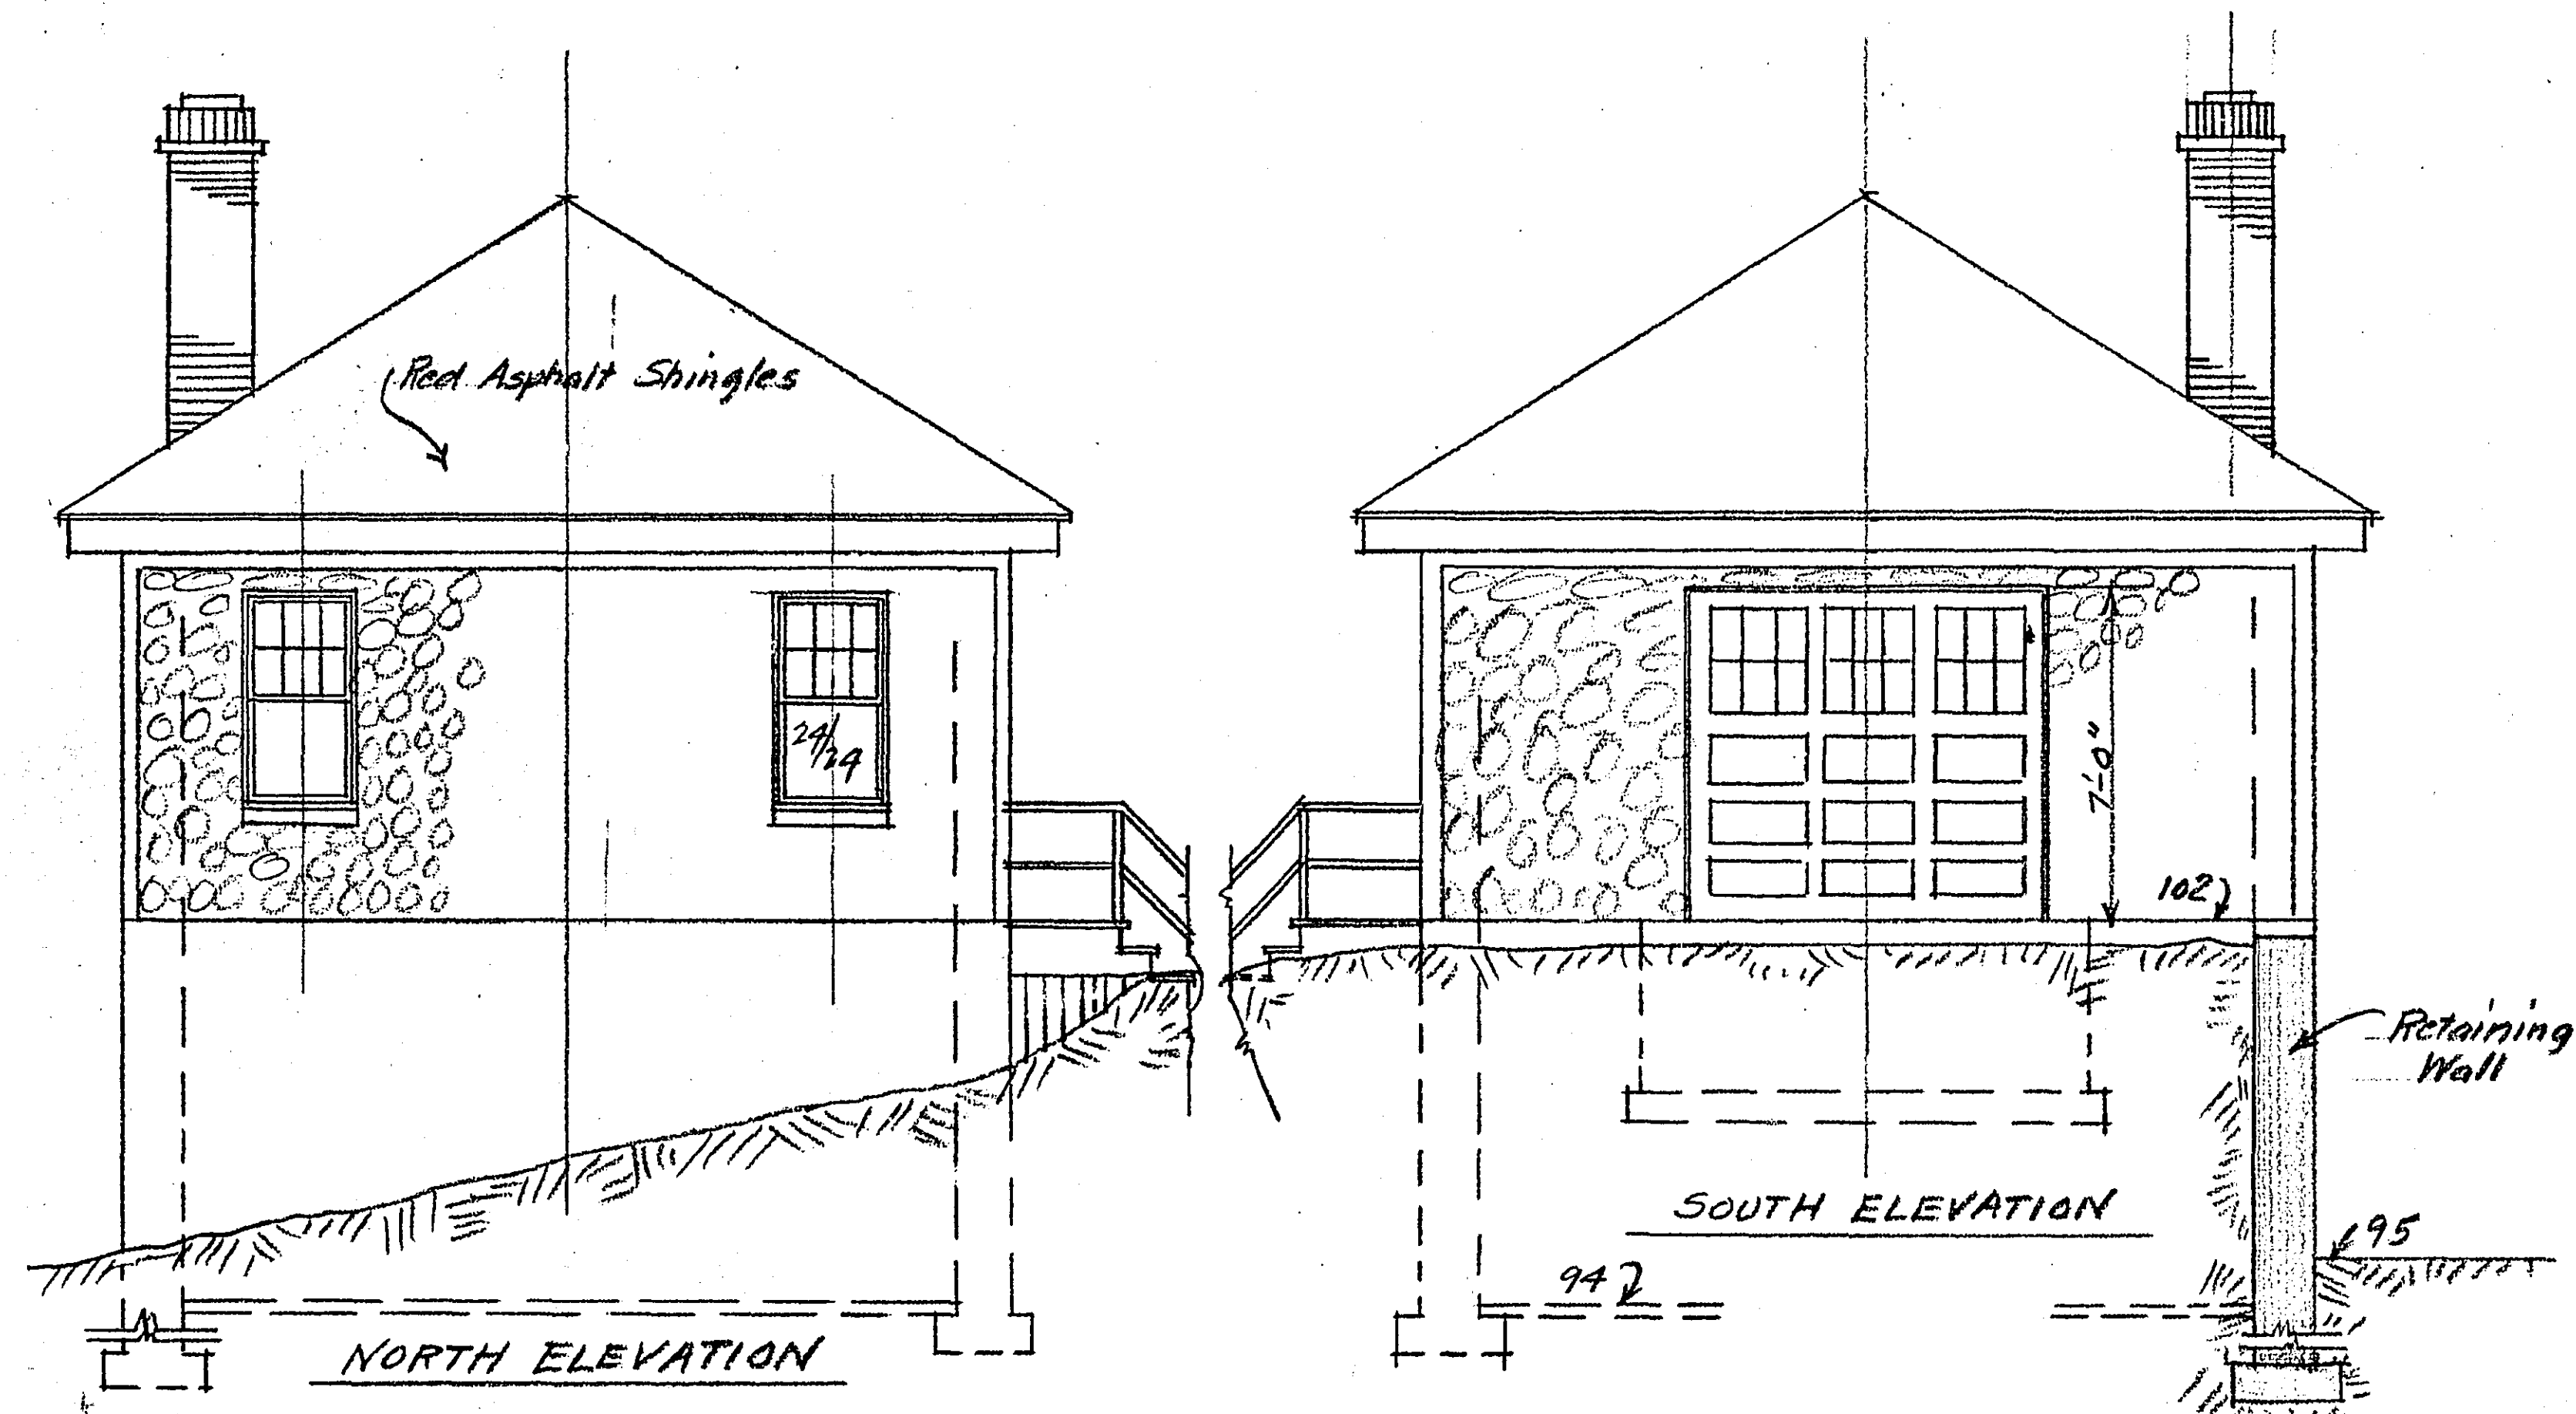 Red Asphalt Shingles
24/24
7'-0"
102
Retaining
Wall
SOUTH ELEVATION
95
94
NORTH ELEVATION